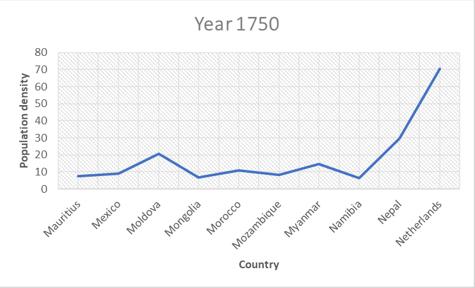 Year 1750
80
70
60
50
40
30
20
10
0
Population density
Mauritius
Mexico
Moldova
Mongolia
Morocco
Mozambique
Myanmar
Namibia
Nepal
Netherlands
Country